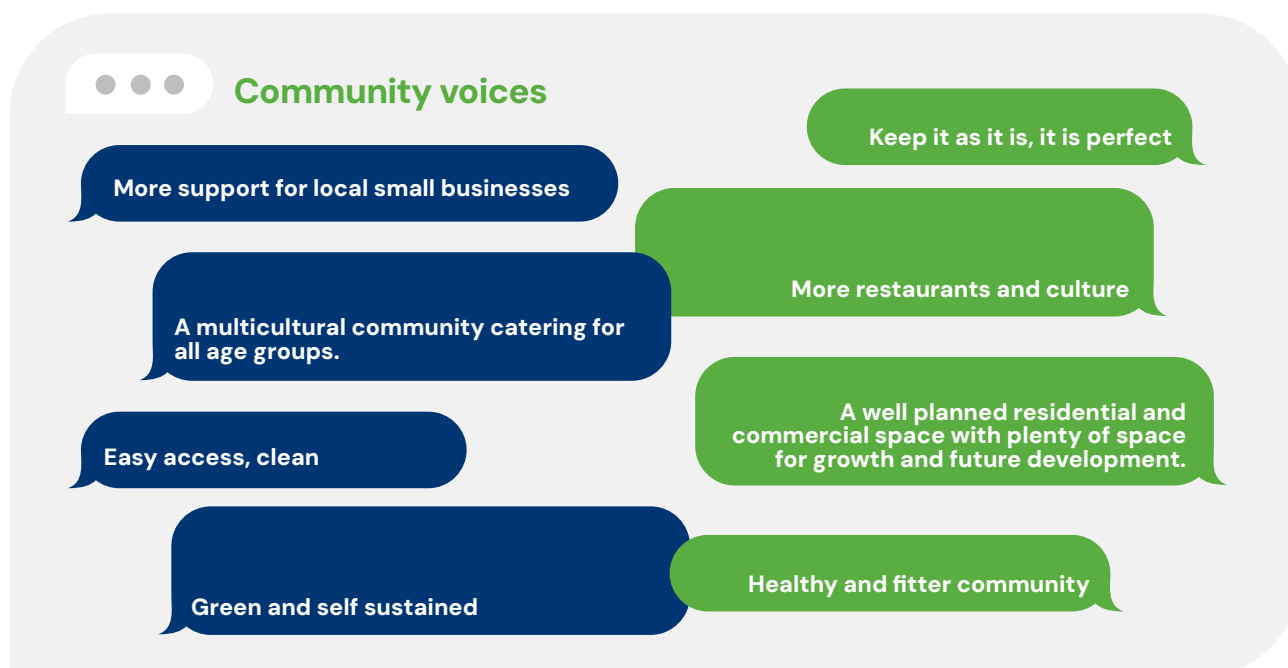 Community voices
Keep it as it is, it is perfect
More support for local small businesses
More restaurants and culture
A multicultural community catering for
all age groups.
A well planned residential and
commercial space with plenty of space
for growth and future development.
Easy access, clean
Healthy and fitter community
Green and self sustained